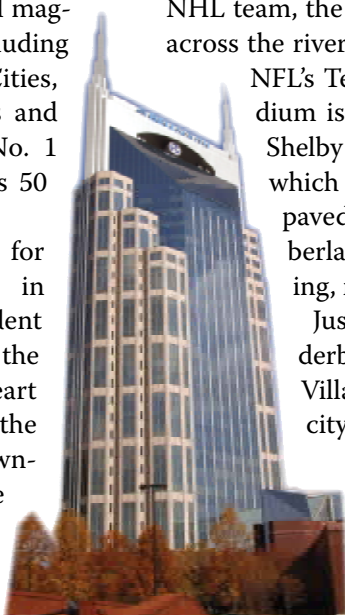 d mag-
luding
Cities,
s and
No. 1
s 50
for
in
dent
the
eart
the
wn-
e
NHL team, the
across the river
NFL’s Te
dium is
Shelby
which
paved
berla
ing,
Jus
derb
Villa
city